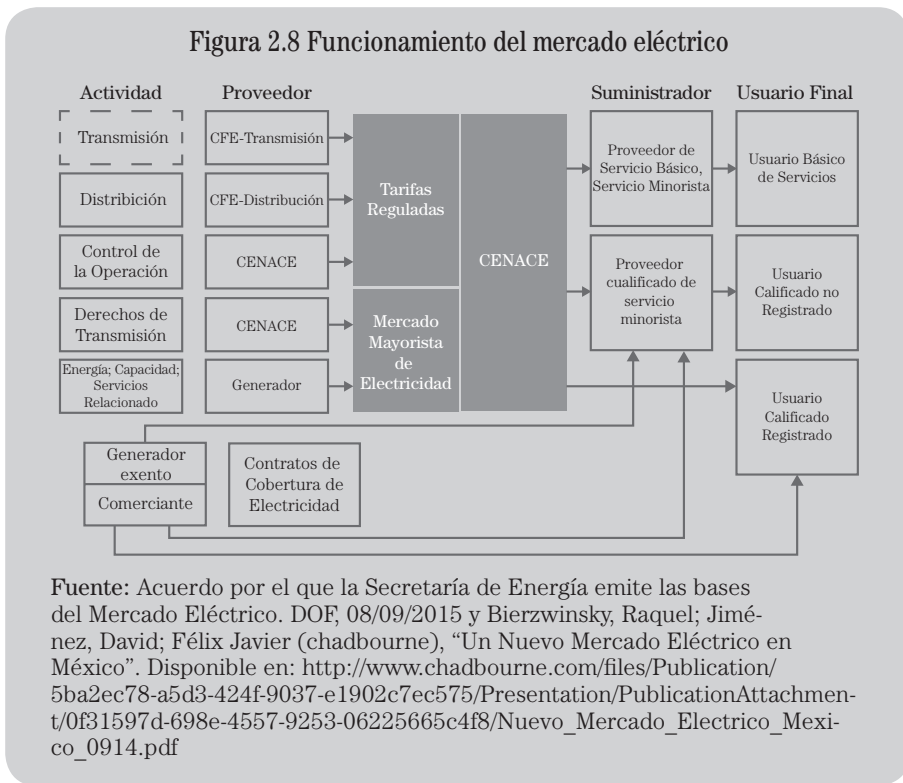 Figura 2.8 Funcionamiento del mercado eléctrico
Actividad
Proveedor
Suministrador
Usuario Final
Transmisión
CFE-Transmisión
Distribición
CFE-Distribución
Control de
la Operación
CENACE
Derechos de
Transmisión
CENACE
Energía; Capacidad;
Servicios
Relacionado
Generador
Tarifas
Reguladas
Mercado
Mayorista
de
Electricidad
CENACE
Proveedor de
Servicio Básico,
Servicio Minorista
Usuario Básico
de Servicios
Proveedor
cualificado de
servicio
minorista
Usuario
Calificado no
Registrado
Usuario
Calificado
Registrado
Generador
exento
Comerciante
Contratos de
Cobertura de
Electricidad
Fuente: Acuerdo por el que la Secretaría de Energía emite las bases
del Mercado Eléctrico. DOF, 08/09/2015 y Bierzwinsky, Raquel; Jimé-
nez, David; Félix Javier (chadbourne), “Un Nuevo Mercado Eléctrico en
México”. Disponible en: http://www.chadbourne.com/files/Publication/
5ba2ec78-a5d3-424f-9037-e1902c7ec575/Presentation/PublicationAttachmen-
t/0f31597d-698e-4557-9253-06225665c4f8/Nuevo_Mercado_Electrico_Mexi-
co_0914.pdf